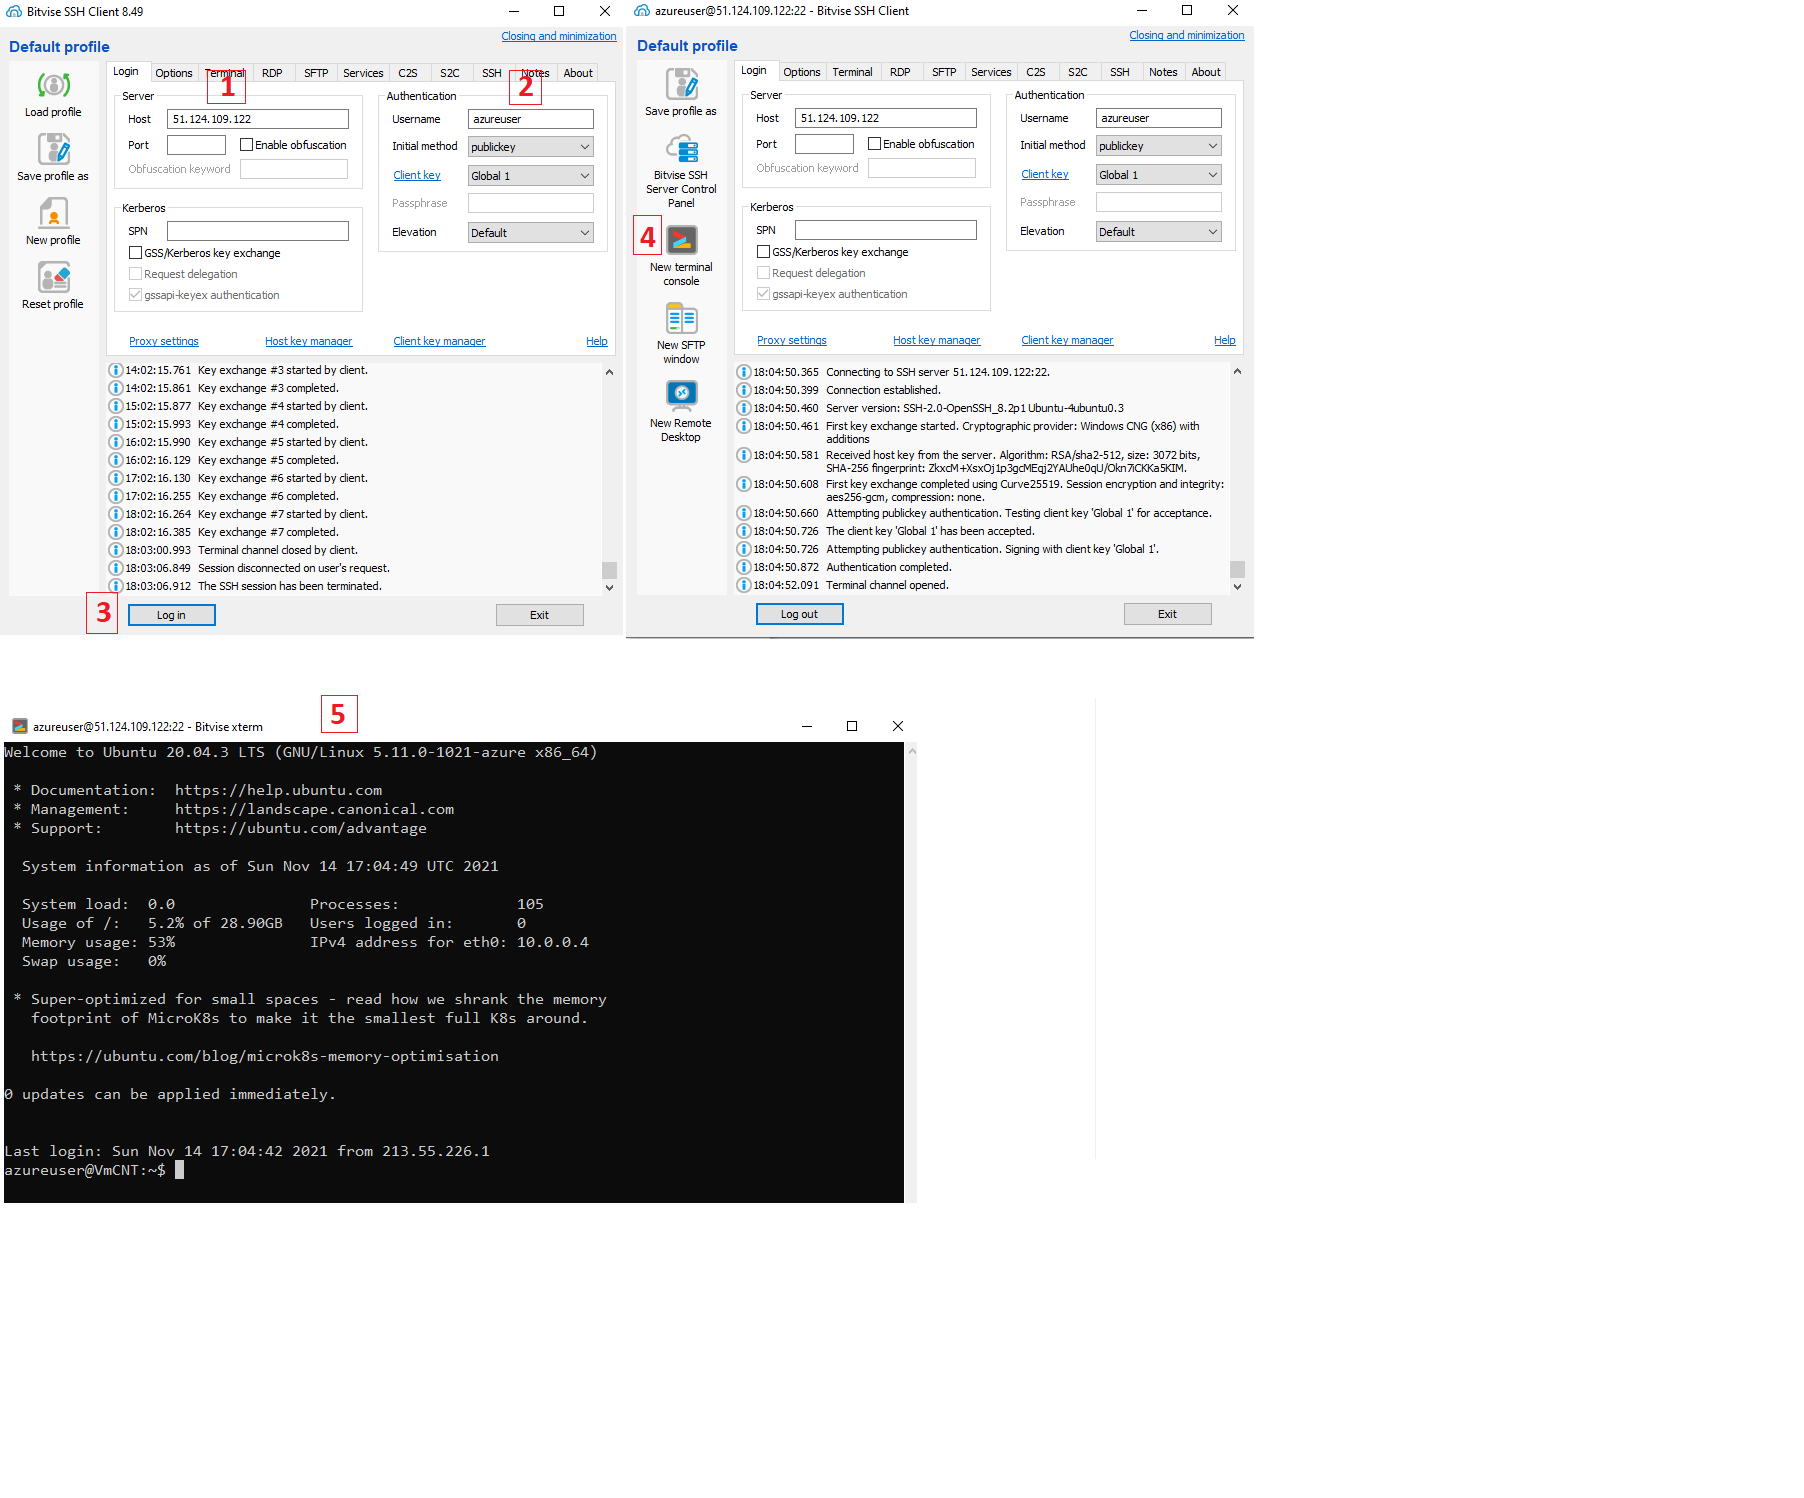 Bitvise SSH Client 8.49
Closing and minimization
Default profile
Load profile
Save profile as
New profile
Reset profile
Login Options Terminal RDP SFTP Services C2S S2C SSH Notes About
1
2
Server
Host 51.124.109.122
Port Enable obfuscation
Obfuscation keyword
Kerberos
SPN
GSS/Kerberos key exchange
Request delegation
gssapi-keyex authentication
Authentication
Username azureuser
Initial method publickey
Client key Global 1
Passphrase
Elevation Default
Proxy settings Host key manager Client key manager Help
14:02:15.761 Key exchange #3 started by client.
14:02:15.861 Key exchange #3 completed.
15:02:15.877 Key exchange #4 started by client.
15:02:15.993 Key exchange #4 completed.
16:02:15.990 Key exchange #5 started by client.
16:02:16.129 Key exchange #5 completed.
17:02:16.130 Key exchange #6 started by client.
17:02:16.255 Key exchange #6 completed.
18:02:16.264 Key exchange #7 started by client.
18:02:16.385 Key exchange #7 completed.
18:03:00.993 Terminal channel closed by client.
18:03:06.849 Session disconnected on user's request.
18:03:06.912 The SSH session has been terminated.
3
Log in Exit
azureuser@51.124.109.122:22 - Bitvise SSH Client
Closing and minimization
Default profile
Save profile as
Bitvise SSH
Server Control
Panel
4
New terminal
console
New SFTP
window
New Remote
Desktop
Login Options Terminal RDP SFTP Services C2S S2C SSH Notes About
Server
Host 51.124.109.122
Port Enable obfuscation
Obfuscation keyword
Kerberos
SPN
GSS/Kerberos key exchange
Request delegation
gssapi-keyex authentication
Authentication
Username azureuser
Initial method publickey
Client key Global 1
Passphrase
Elevation Default
Proxy settings Host key manager Client key manager Help
18:04:50.365 Connecting to SSH server 51.124.109.122:22.
18:04:50.399 Connection established.
18:04:50.460 Server version: SSH-2.0-OpenSSH_8.2p1 Ubuntu-4ubuntu0.3
18:04:50.461 First key exchange started. Cryptographic provider: Windows CNG (x86) with
additions
18:04:50.581 Received host key from the server. Algorithm: RSA/sha2-512, size: 3072 bits,
SHA-256 fingerprint: ZkxcM+XsxOj1p3gcMEqj2YAUhe0qU/Okn7iCKKa5KIM.
18:04:50.608 First key exchange completed using Curve25519. Session encryption and integrity:
aes256-gcm, compression: none.
18:04:50.660 Attempting publickey authentication. Testing client key 'Global 1' for acceptance.
18:04:50.726 The client key 'Global 1' has been accepted.
18:04:50.726 Attempting publickey authentication. Signing with client key 'Global 1'.
18:04:50.872 Authentication completed.
18:04:52.091 Terminal channel opened.
Log out Exit
5
azureuser@51.124.109.122:22 - Bitvise xterm
Welcome to Ubuntu 20.04.3 LTS (GNU/Linux 5.11.0-1021-azure x86_64)
* Documentation: https://help.ubuntu.com
* Management: https://landscape.canonical.com
* Support: https://ubuntu.com/advantage
System information as of Sun Nov 14 17:04:49 UTC 2021
System load: 0.0 Processes: 105
Usage of /: 5.2% of 28.90GB Users logged in: 0
Memory usage: 53% IPv4 address for eth0: 10.0.0.4
Swap usage: 0%
* Super-optimized for small spaces - read how we shrank the memory
footprint of MicroK8s to make it the smallest full K8s around.
https://ubuntu.com/blog/microk8s-memory-optimisation
0 updates can be applied immediately.
Last login: Sun Nov 14 17:04:42 2021 from 213.55.226.1
azureuser@VmCNT:~$